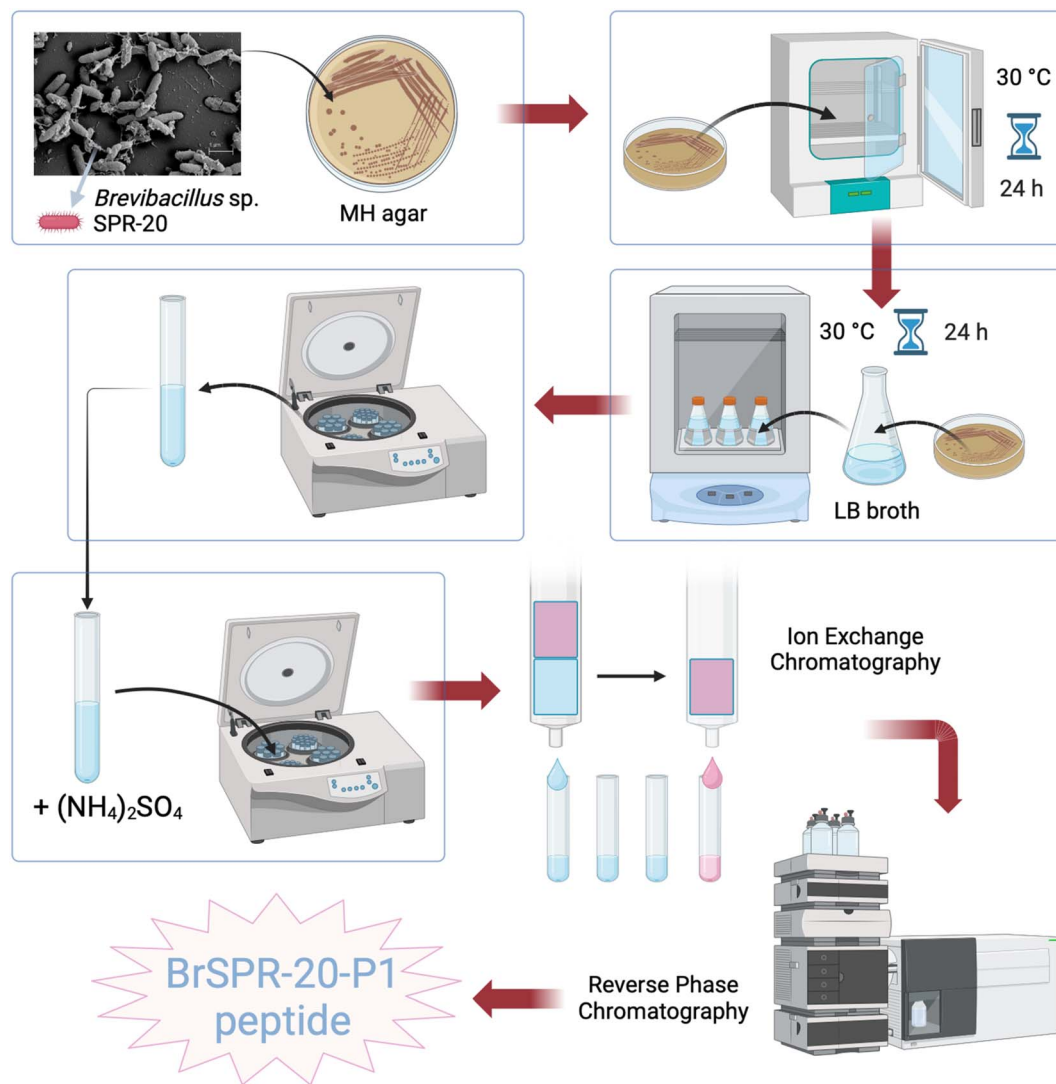 Brevibacillus sp.
SPR-20
MH agar
30 °C
24 h
30 °C
24 h
LB broth
+ (NH₄)₂SO₄
Ion Exchange
Chromatography
Reverse Phase
Chromatography
BrSPR-20-P1
peptide